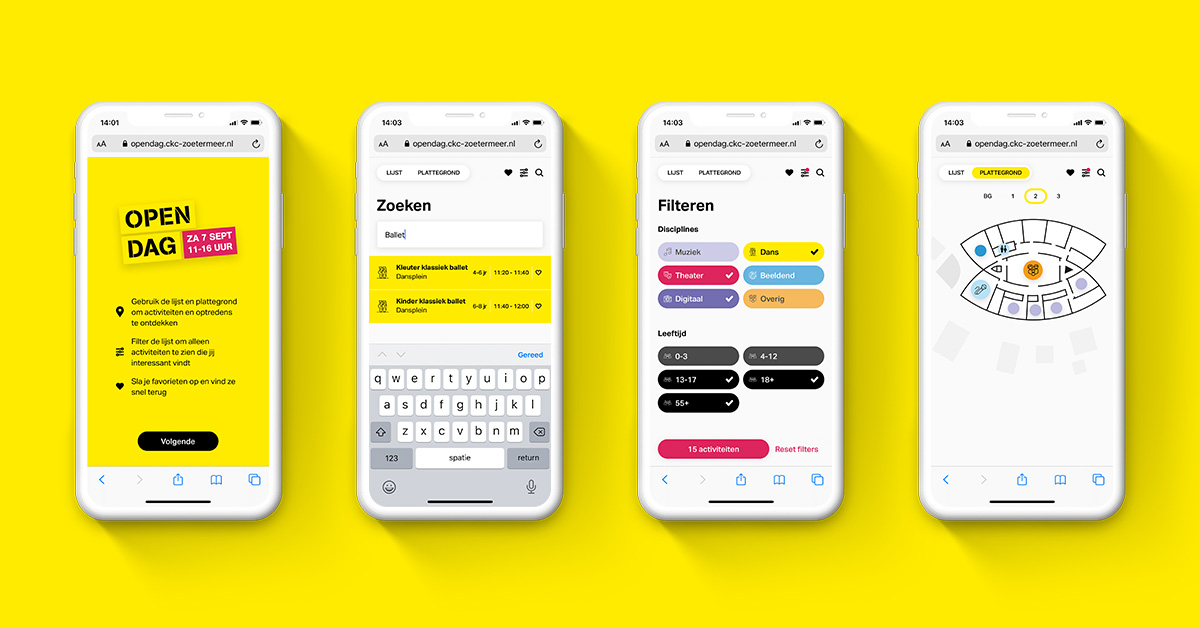 14:01
AA opendag.ckc-zoetermeer.nl
OPEN
DAG
ZA 7 SEPT
11-16 UUR
Gebruik de lijst en plattegrond
om activiteiten en optredens
te ontdekken
Filter de lijst om alleen
activiteiten te zien die jij
interessant vindt
Sla je favorieten op en vind ze
snel terug
Volgende
14:03
AA opendag.ckc-zoetermeer.nl
LIJST PLATTEGROND
Zoeken
Ballet
Kleuter klassiek ballet
Dansplein
4-6 jr 11:20 - 11:40
Kinder klassiek ballet
Dansplein
6-8 jr 11:40 - 12:00
Gereed
q w e r t y u i o p
a s d f g h j k l
z x c v b n m
123 spatie return
14:03
AA opendag.ckc-zoetermeer.nl
LIJST PLATTEGROND
Filteren
Disciplines
Muziek Dans
Theater Beeldend
Digitaal Overig
Leeftijd
0-3 4-12
13-17 18+
55+
15 activiteiten Reset filters
14:03
AA opendag.ckc-zoetermeer.nl
LIJST PLATTEGROND
BG 1 2 3